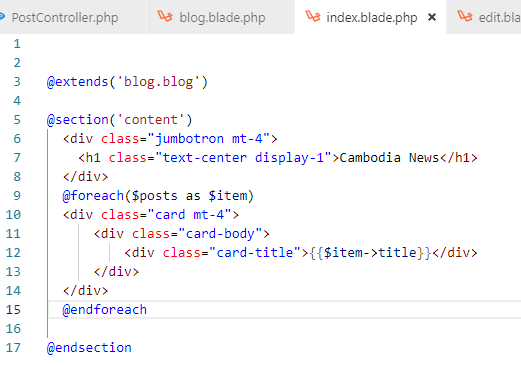 PostController.php blog.blade.php index.blade.php × edit.bla
1
2
3 @extends('blog.blog')
4
5 @section('content')
6 <div class="jumbotron mt-4">
7 <h1 class="text-center display-1">Cambodia News</h1>
8 </div>
9 @foreach($posts as $item)
10 <div class="card mt-4">
11 <div class="card-body">
12 <div class="card-title">{{$item->title}}</div>
13 </div>
14 </div>
15 @endforeach
16
17 @endsection